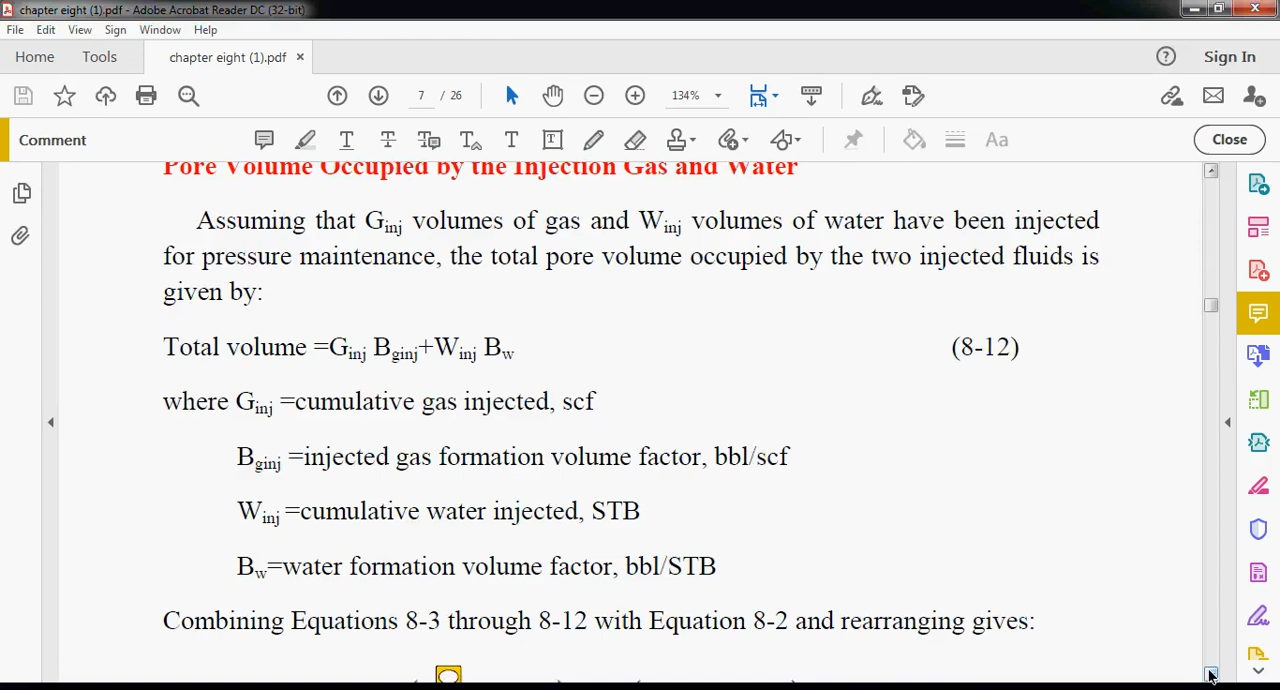 chapter eight (1).pdf - Adobe Acrobat Reader DC (32-bit)
File Edit View Sign Window Help
Home Tools chapter eight (1).pdf × Sign In
7 / 26 134%
Comment Close
Pore Volume Occupied by the Injection Gas and Water
Assuming that Ginj volumes of gas and Winj volumes of water have been injected
for pressure maintenance, the total pore volume occupied by the two injected fluids is
given by:
Total volume =Ginj Bginj+Winj Bw (8-12)
where Ginj =cumulative gas injected, scf
Bginj =injected gas formation volume factor, bbl/scf
Winj =cumulative water injected, STB
Bw=water formation volume factor, bbl/STB
Combining Equations 8-3 through 8-12 with Equation 8-2 and rearranging gives: